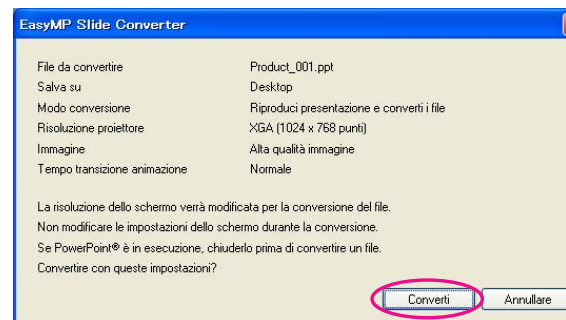 EasyMP Slide Converter
File da convertire Product_001.ppt
Salva su Desktop
Modo conversione Riproduci presentazione e converti i file
Risoluzione proiettore XGA (1024 x 768 punti)
Immagine Alta qualità immagine
Tempo transizione animazione Normale
La risoluzione dello schermo verrà modificata per la conversione del file.
Non modificare le impostazioni dello schermo durante la conversione.
Se PowerPoint® è in esecuzione, chiuderlo prima di convertire un file.
Convertire con queste impostazioni?
Converti Annullare